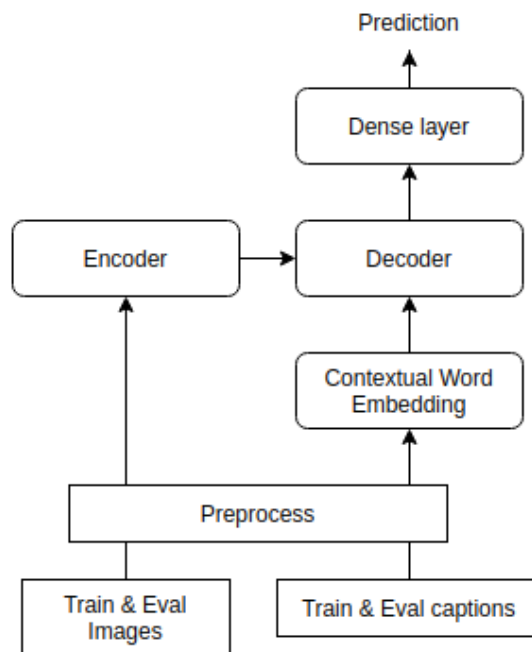 Prediction
Dense layer
Encoder
Decoder
Contextual Word
Embedding
Preprocess
Train & Eval
Images
Train & Eval captions